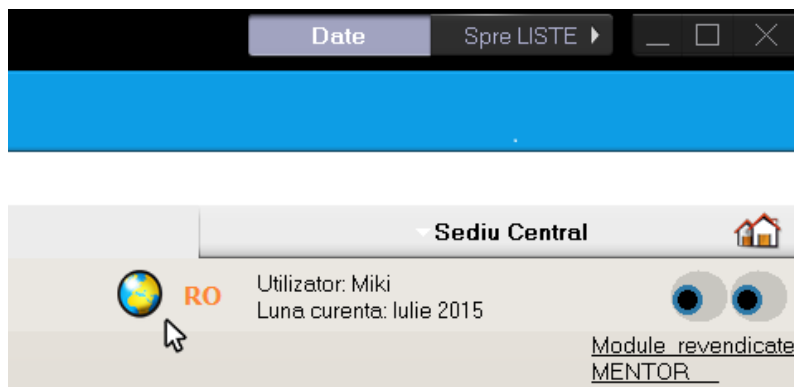 Date Spre LISTE
Sediu Central
RO
Utilizator: Miki
Luna curenta: Iulie 2015
Module revendicate
MENTOR